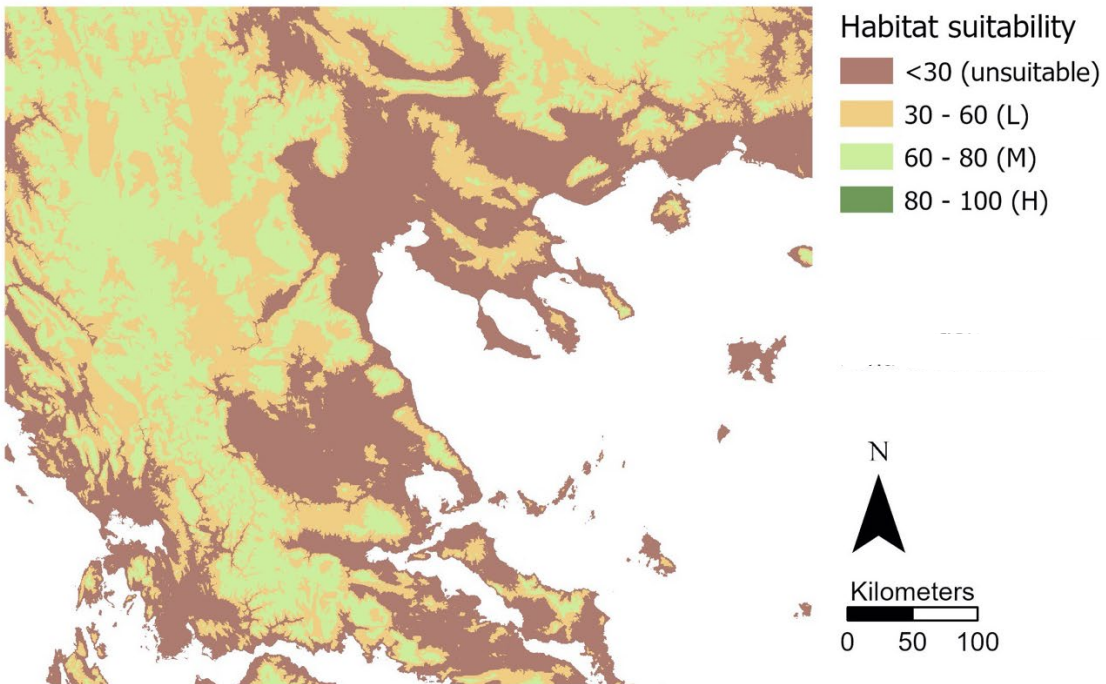 Habitat suitability
<30 (unsuitable)
30 - 60 (L)
60 - 80 (M)
80 - 100 (H)
N
Kilometers
0 50 100